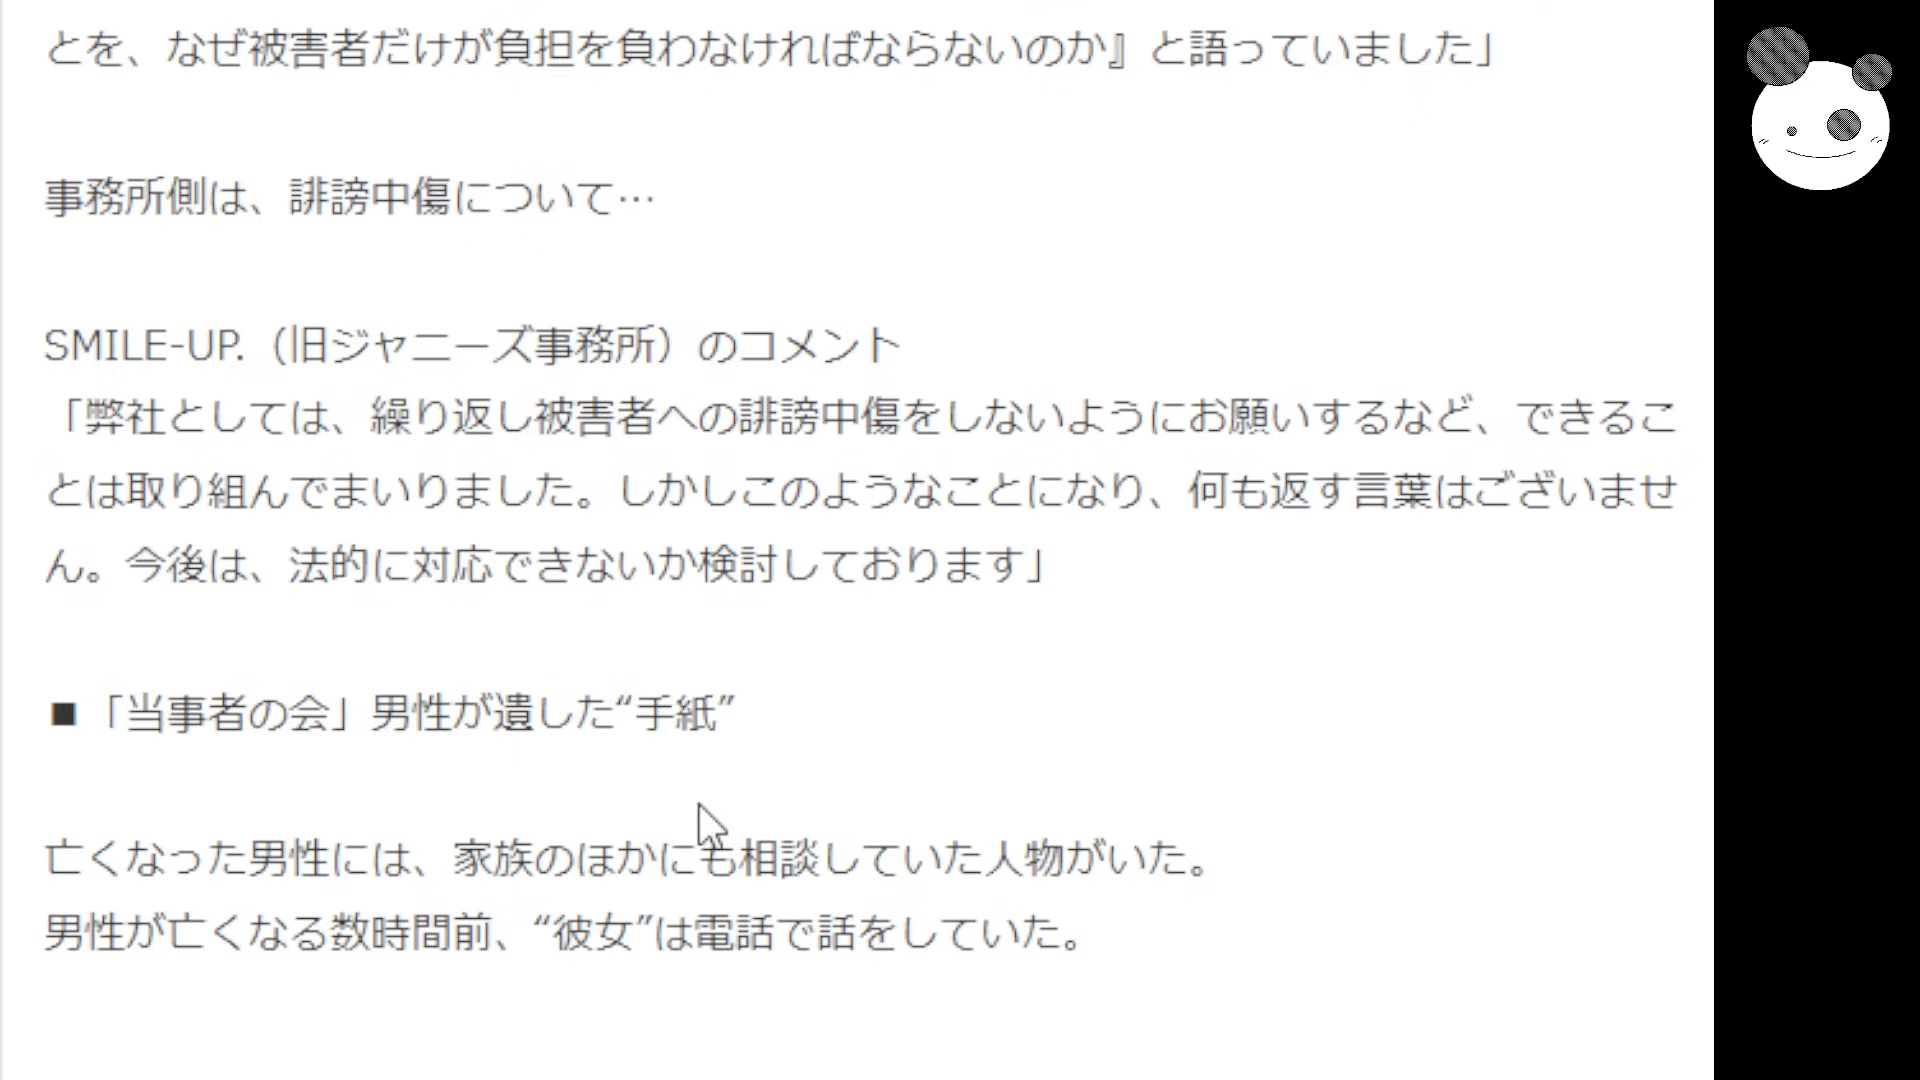 とを、なぜ被害者だけが負担を負わなければならないのか』と語っていました」
事務所側は、誹謗中傷について…
SMILE-UP.（旧ジャニーズ事務所）のコメント
「弊社としては、繰り返し被害者への誹謗中傷をしないようにお願いするなど、できるこ
とは取り組んでまいりました。しかしこのようなことになり、何も返す言葉はございませ
ん。今後は、法的に対応できないか検討しております」
■「当事者の会」男性が遺した“手紙”
亡くなった男性には、家族のほかにも相談していた人物がいた。
男性が亡くなる数時間前、“彼女”は電話で話をしていた。